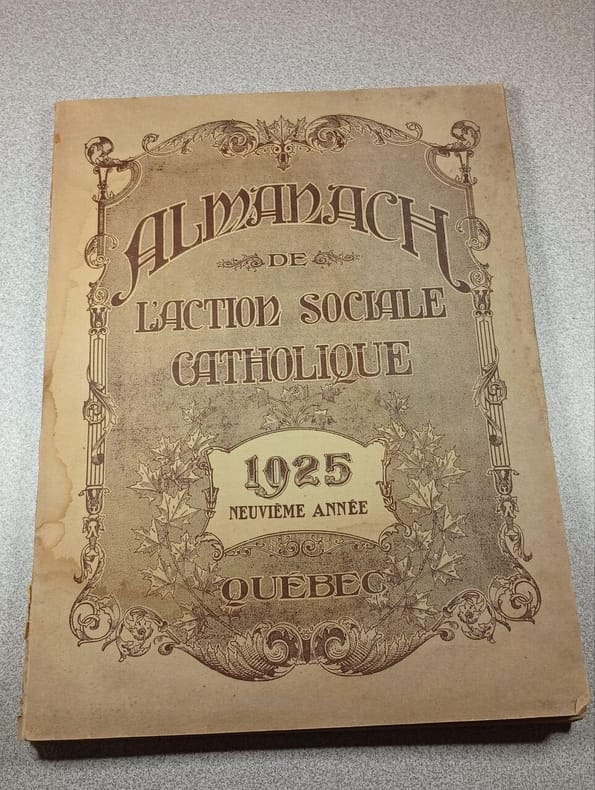 ALMANACH
DE
L'ACTION SOCIALE
CATHOLIQUE
1925
NEUVIÈME ANNÉE
QUÉBEC